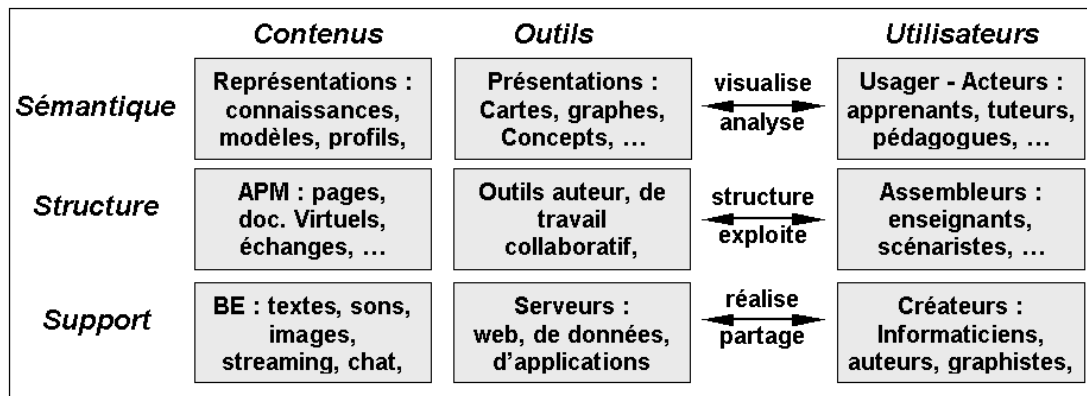 Contenus Outils Utilisateurs
Sémantique
Représentations :
connaissances,
modèles, profils,
Présentations :
Cartes, graphes,
Concepts, …
visualise
analyse
Usager - Acteurs :
apprenants, tuteurs,
pédagogues, …
Structure
APM : pages,
doc. Virtuels,
échanges, …
Outils auteur, de
travail
collaboratif,
structure
exploite
Assembleurs :
enseignants,
scénaristes, …
Support
BE : textes, sons,
images,
streaming, chat,
Serveurs :
web, de données,
d’applications
réalise
partage
Créateurs :
Informaticiens,
auteurs, graphistes,